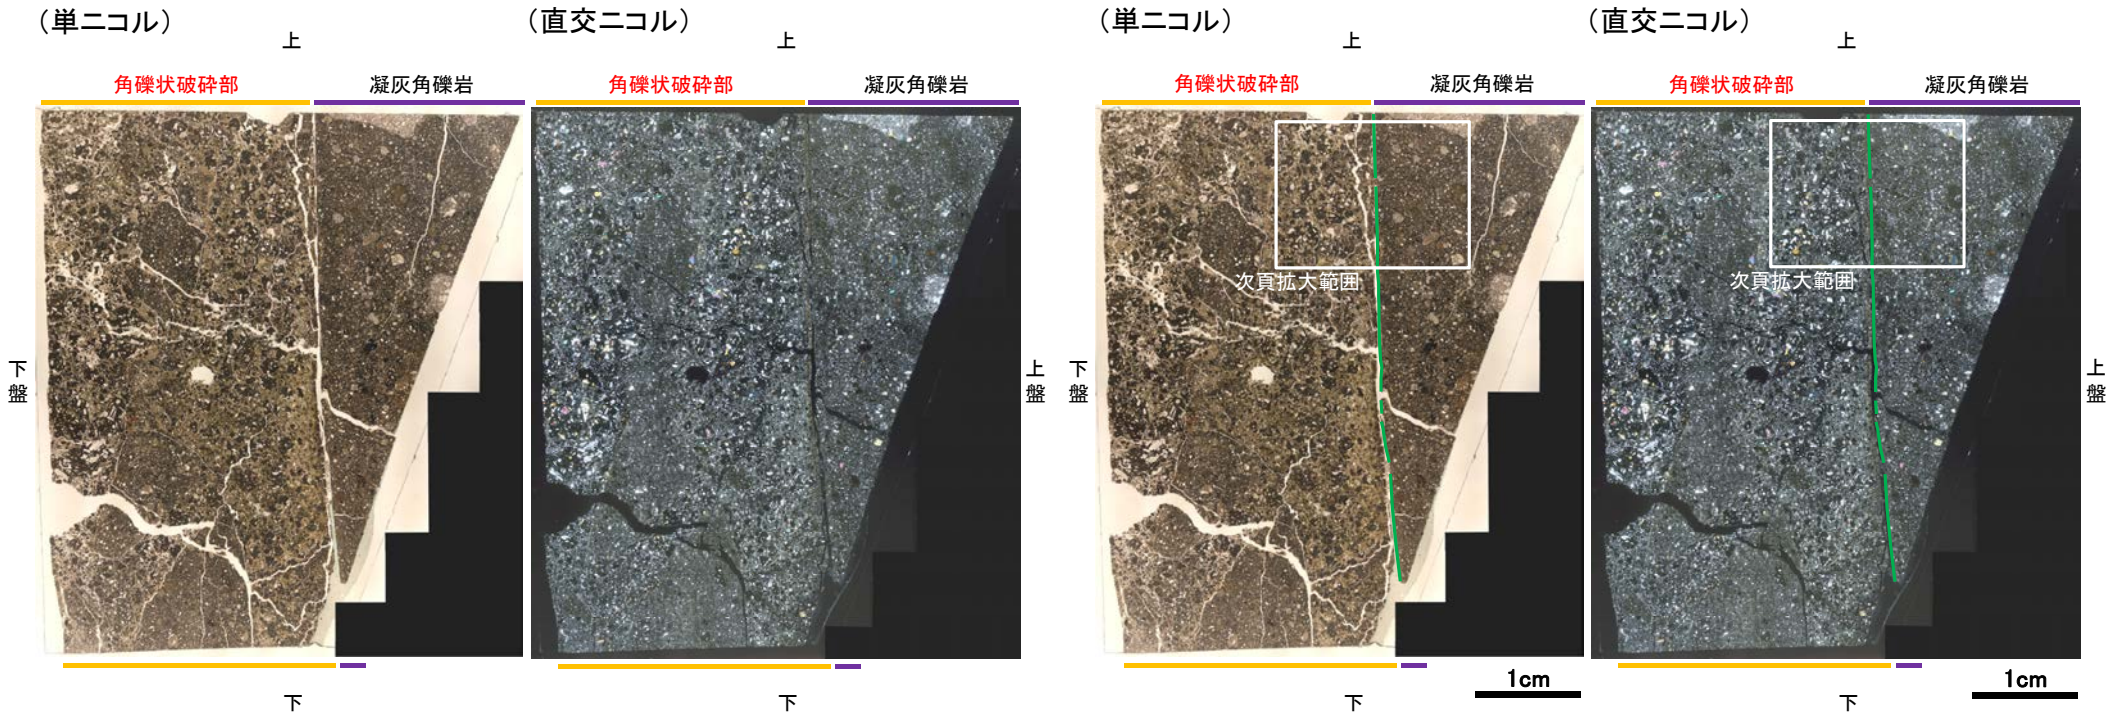 (単ニコル)
(直交ニコル)
(単ニコル)
(直交ニコル)
上
上
上
上
角礫状破砕部
凝灰角礫岩
角礫状破砕部
凝灰角礫岩
角礫状破砕部
凝灰角礫岩
角礫状破砕部
凝灰角礫岩
次頁拡大範囲
次頁拡大範囲
下盤
上盤
下盤
上盤
1cm
1cm
下
下
下
下